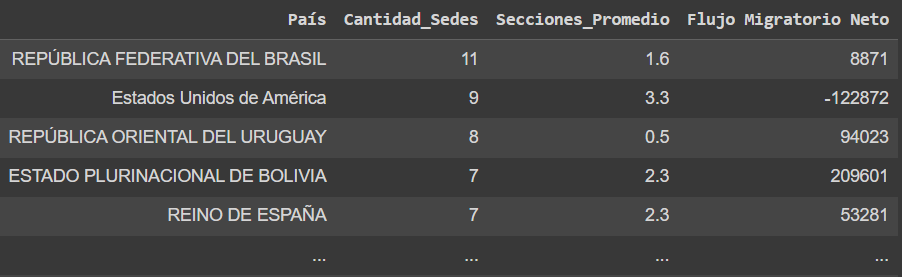 País Cantidad_Sedes Secciones_Promedio Flujo Migratorio Neto
REPÚBLICA FEDERATIVA DEL BRASIL 11 1.6 8871
Estados Unidos de América 9 3.3 -122872
REPÚBLICA ORIENTAL DEL URUGUAY 8 0.5 94023
ESTADO PLURINACIONAL DE BOLIVIA 7 2.3 209601
REINO DE ESPAÑA 7 2.3 53281
... ... ... ...